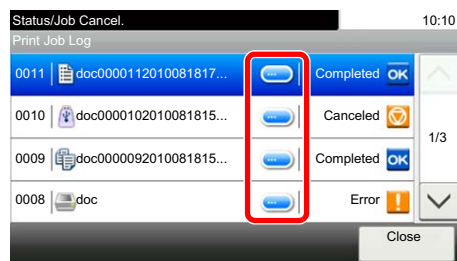 Status/Job Cancel. 10:10
Print Job Log
0011 doc0000112010081817... Completed OK
0010 doc0000102010081815... Canceled
1/3
0009 doc0000092010081815... Completed OK
0008 doc Error
Close